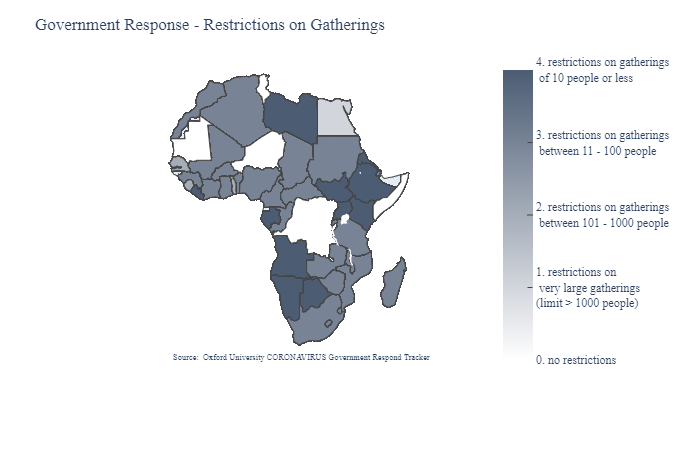 Government Response - Restrictions on Gatherings
4. restrictions on gatherings
of 10 people or less
3. restrictions on gatherings
between 11 - 100 people
2. restrictions on gatherings
between 101 - 1000 people
1. restrictions on
very large gatherings
(limit > 1000 people)
0. no restrictions
Source: Oxford University CORONAVIRUS Government Respond Tracker